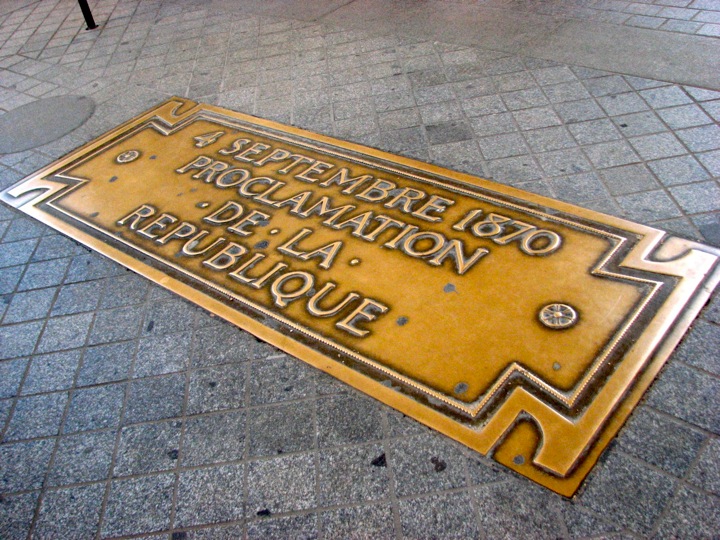 4 SEPTEMBRE 1870
PROCLAMATION
· DE · LA ·
REPUBLIQUE